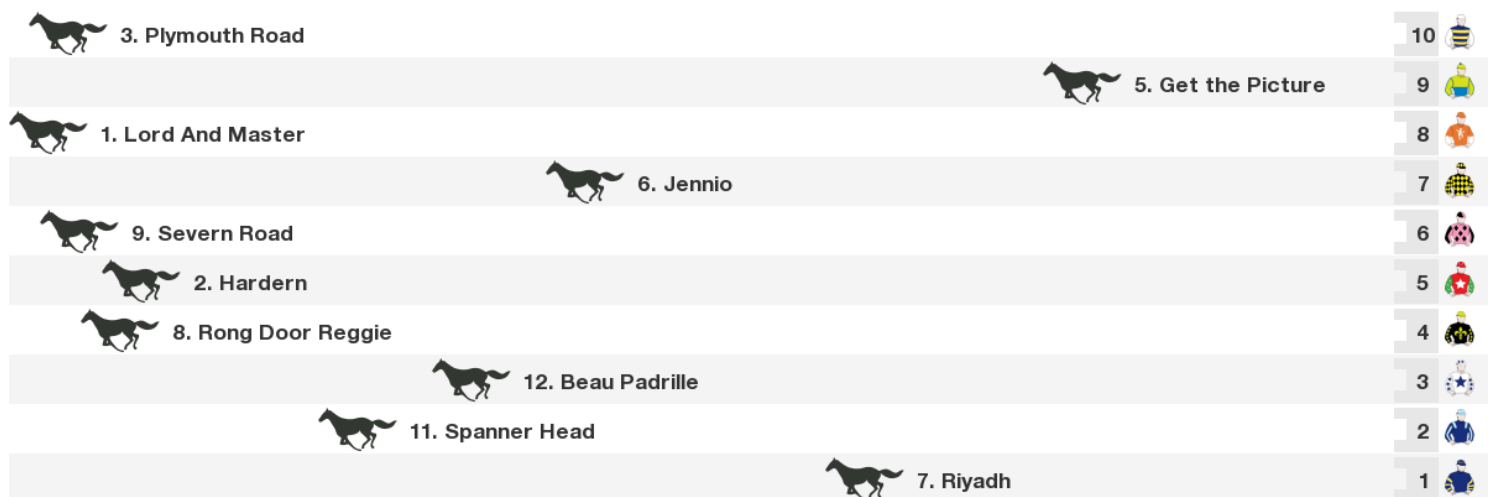 3. Plymouth Road 10
5. Get the Picture 9
1. Lord And Master 8
6. Jennio 7
9. Severn Road 6
2. Hardern 5
8. Rong Door Reggie 4
12. Beau Padrille 3
11. Spanner Head 2
7. Riyadh 1